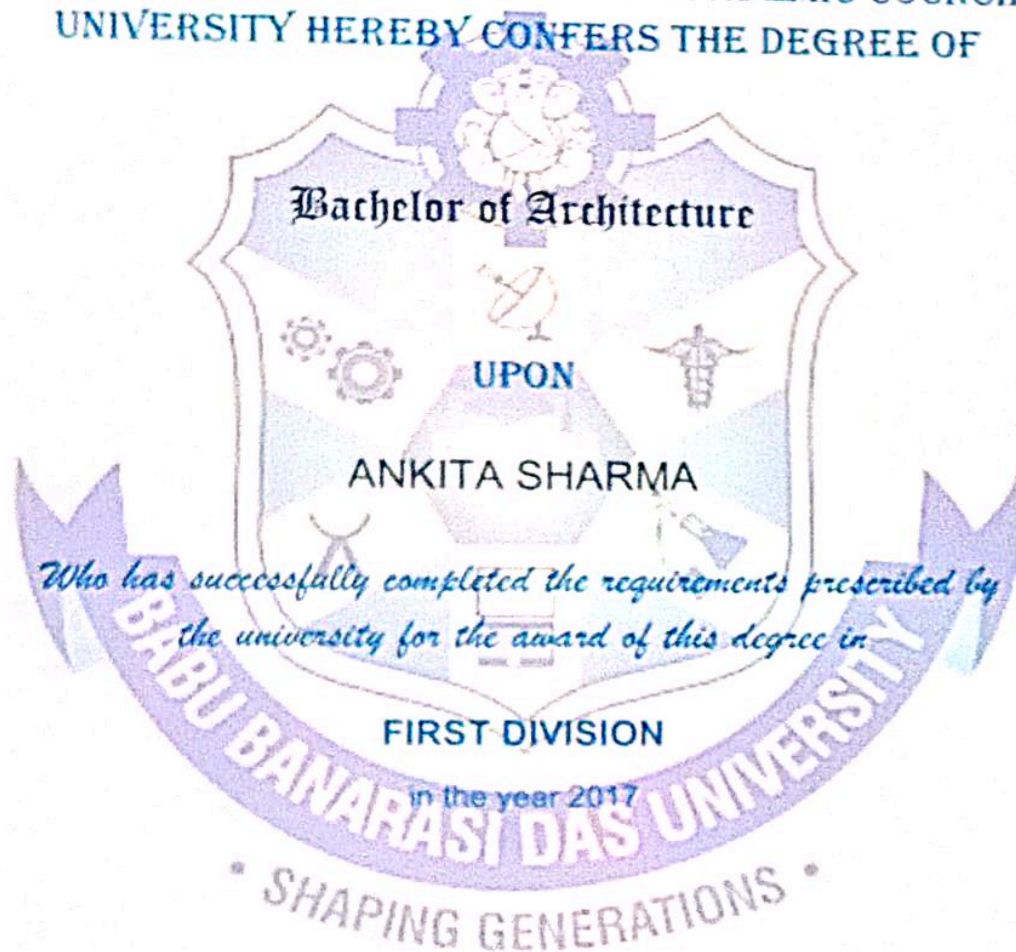 UNIVERSITY HEREBY CONFERS THE DEGREE OF
Bachelor of Architecture
UPON
ANKITA SHARMA
Who has successfully completed the requirements prescribed by
the university for the award of this degree in
FIRST DIVISION
in the year 2017
BABU BANARASI DAS UNIVERSITY
• SHAPING GENERATIONS •